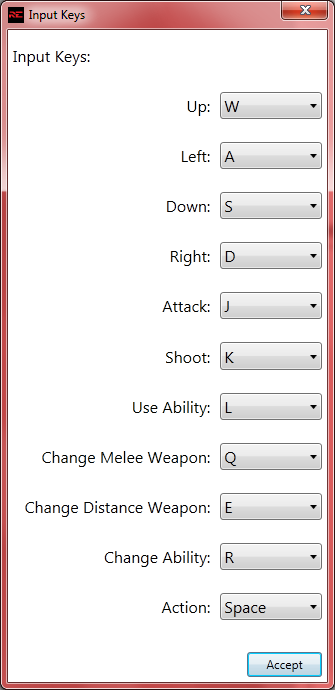 RE Input Keys
Input Keys:
Up: W
Left: A
Down: S
Right: D
Attack: J
Shoot: K
Use Ability: L
Change Melee Weapon: Q
Change Distance Weapon: E
Change Ability: R
Action: Space
Accept